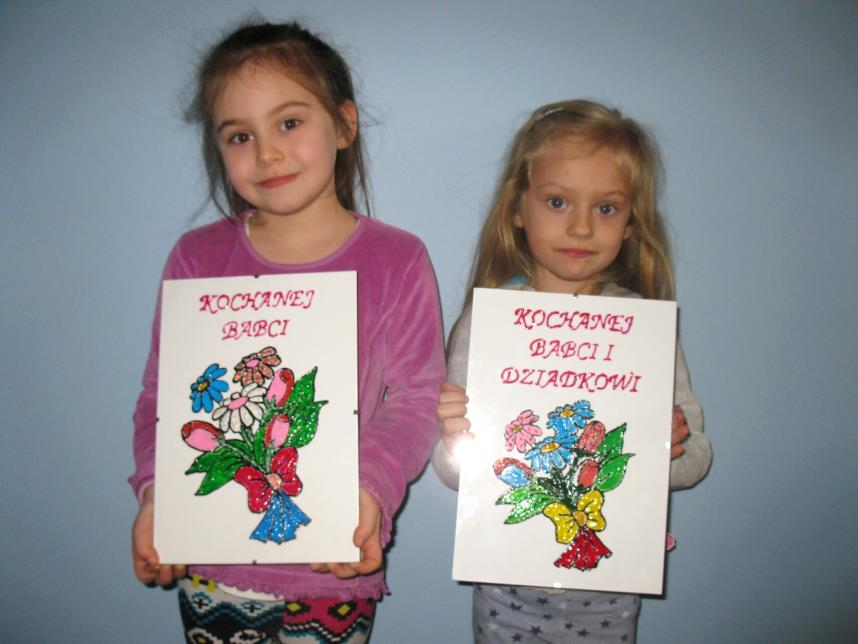 KOCHANEJ
BABCI
KOCHANEJ
BABCI I
DZIADKOWI